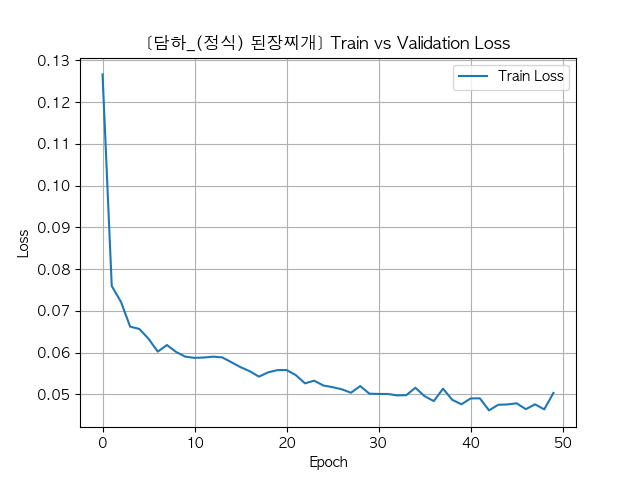 [담하_(정식) 된장찌개] Train vs Validation Loss
Train Loss
0.13
0.12
0.11
0.10
0.09
0.08
0.07
0.06
0.05
Loss
0 10 20 30 40 50
Epoch